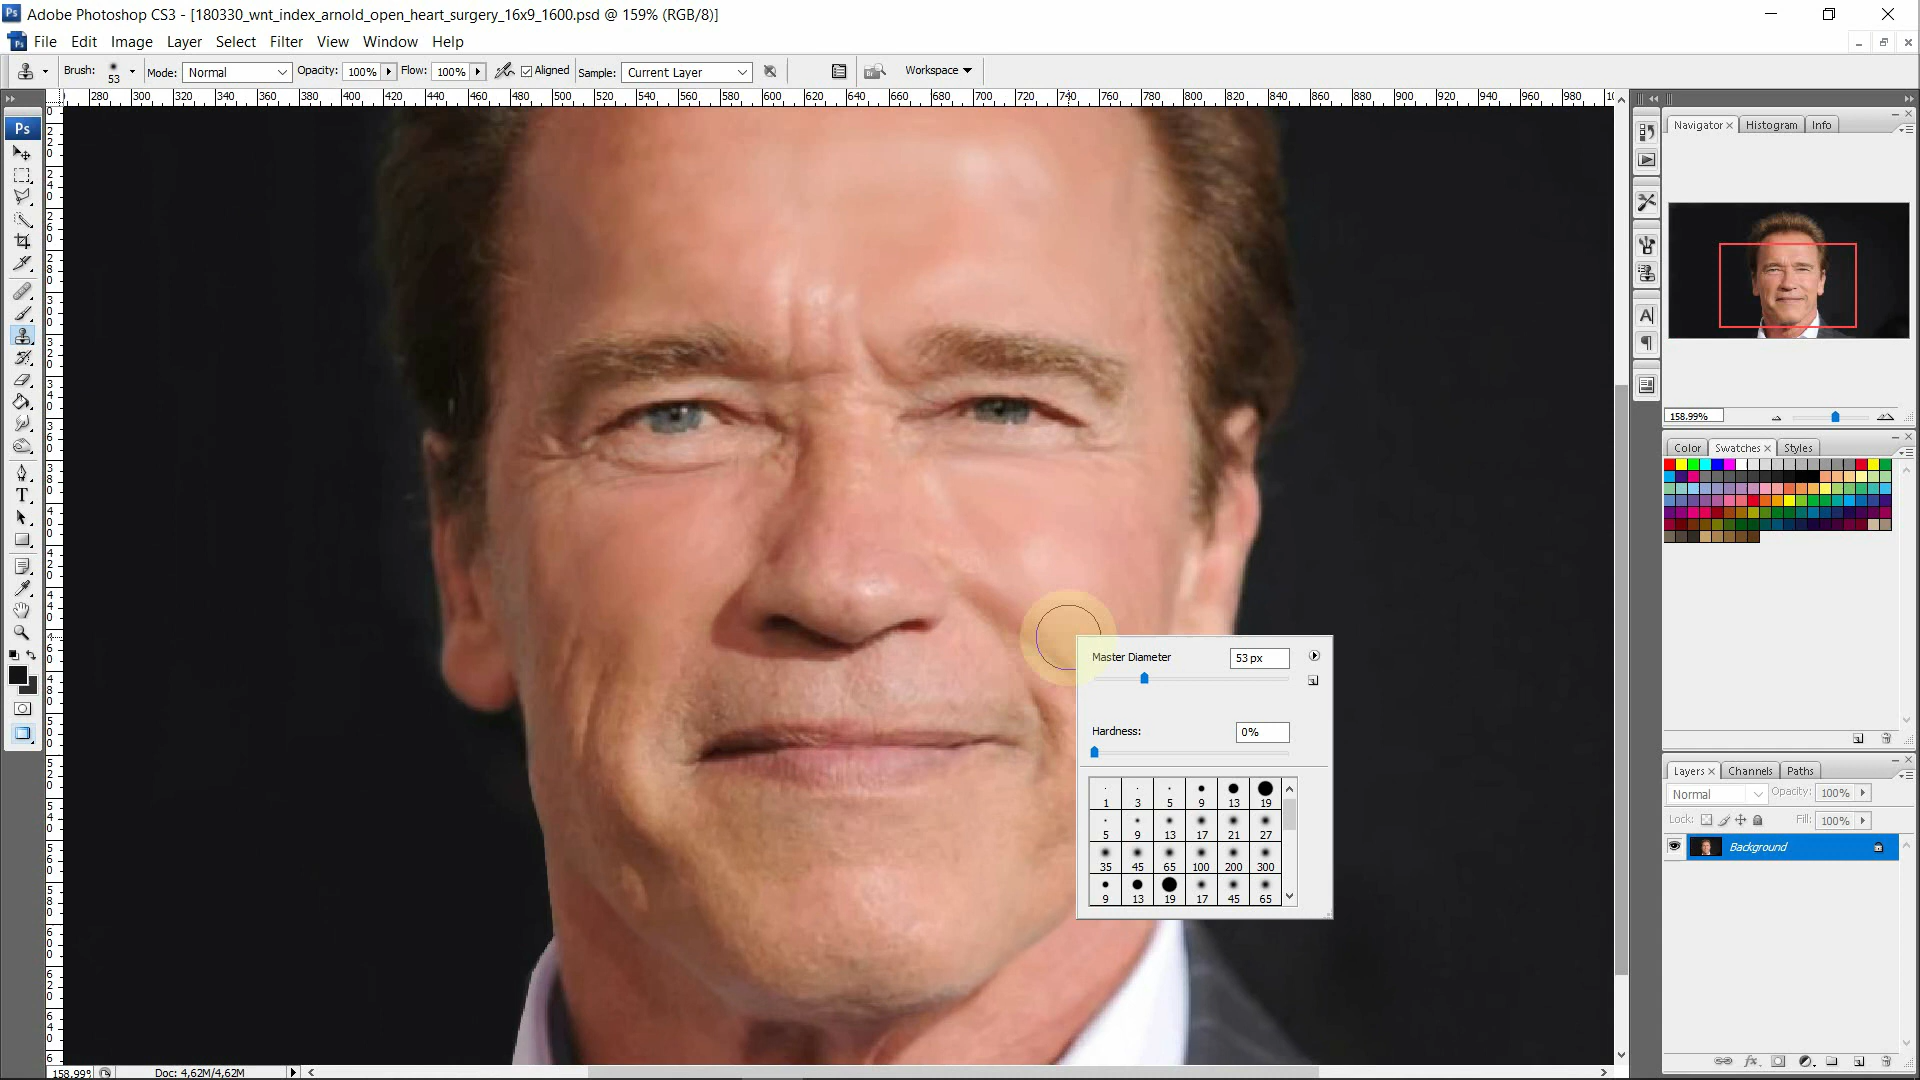 Adobe Photoshop CS3 - [180330_wnt_index_arnold_open_heart_surgery_16x9_1600.psd @ 159% (RGB/8)]
File Edit Image Layer Select Filter View Window Help
Brush: 53 Mode: Normal Opacity: 100% Flow: 100% Aligned Sample: Current Layer Workspace
280 300 320 340 360 380 400 420 440 460 480 500 520 540 560 580 600 620 640 660 680 700 720 740 760 780 800 820 840 860 880 900 920 940 960 980
Ps
Navigator Histogram Info
158.99%
Color Swatches Styles
Master Diameter 53 px
Hardness: 0%
1 3 5 9 13 19
5 9 13 17 21 27
35 45 65 100 200 300
9 13 19 17 45 65
Layers Channels Paths
Normal Opacity: 100%
Lock: Fill: 100%
Background
158.99% Doc: 4,62M/4,62M